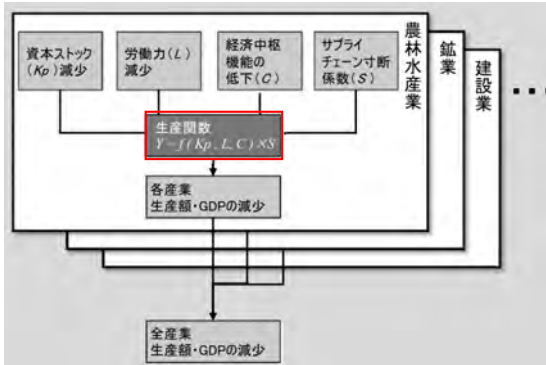 資本ストック
(Kp)減少
労働力(L)
減少
経済中枢
機能の
低下(C)
サプライ
チェーン寸断
係数(S)
農林水産業
鉱業
建設業
・・・
生産関数
Y=f(Kp, L, C)×S
各産業
生産額・GDPの減少
全産業
生産額・GDPの減少